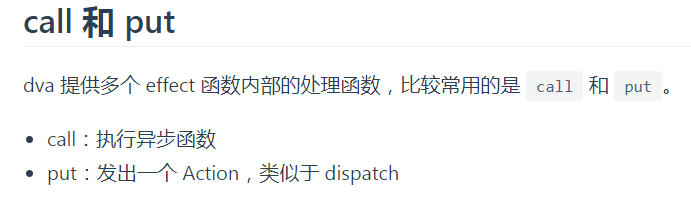 call 和 put
dva 提供多个 effect 函数内部的处理函数，比较常用的是 call 和 put。
• call：执行异步函数
• put：发出一个 Action，类似于 dispatch